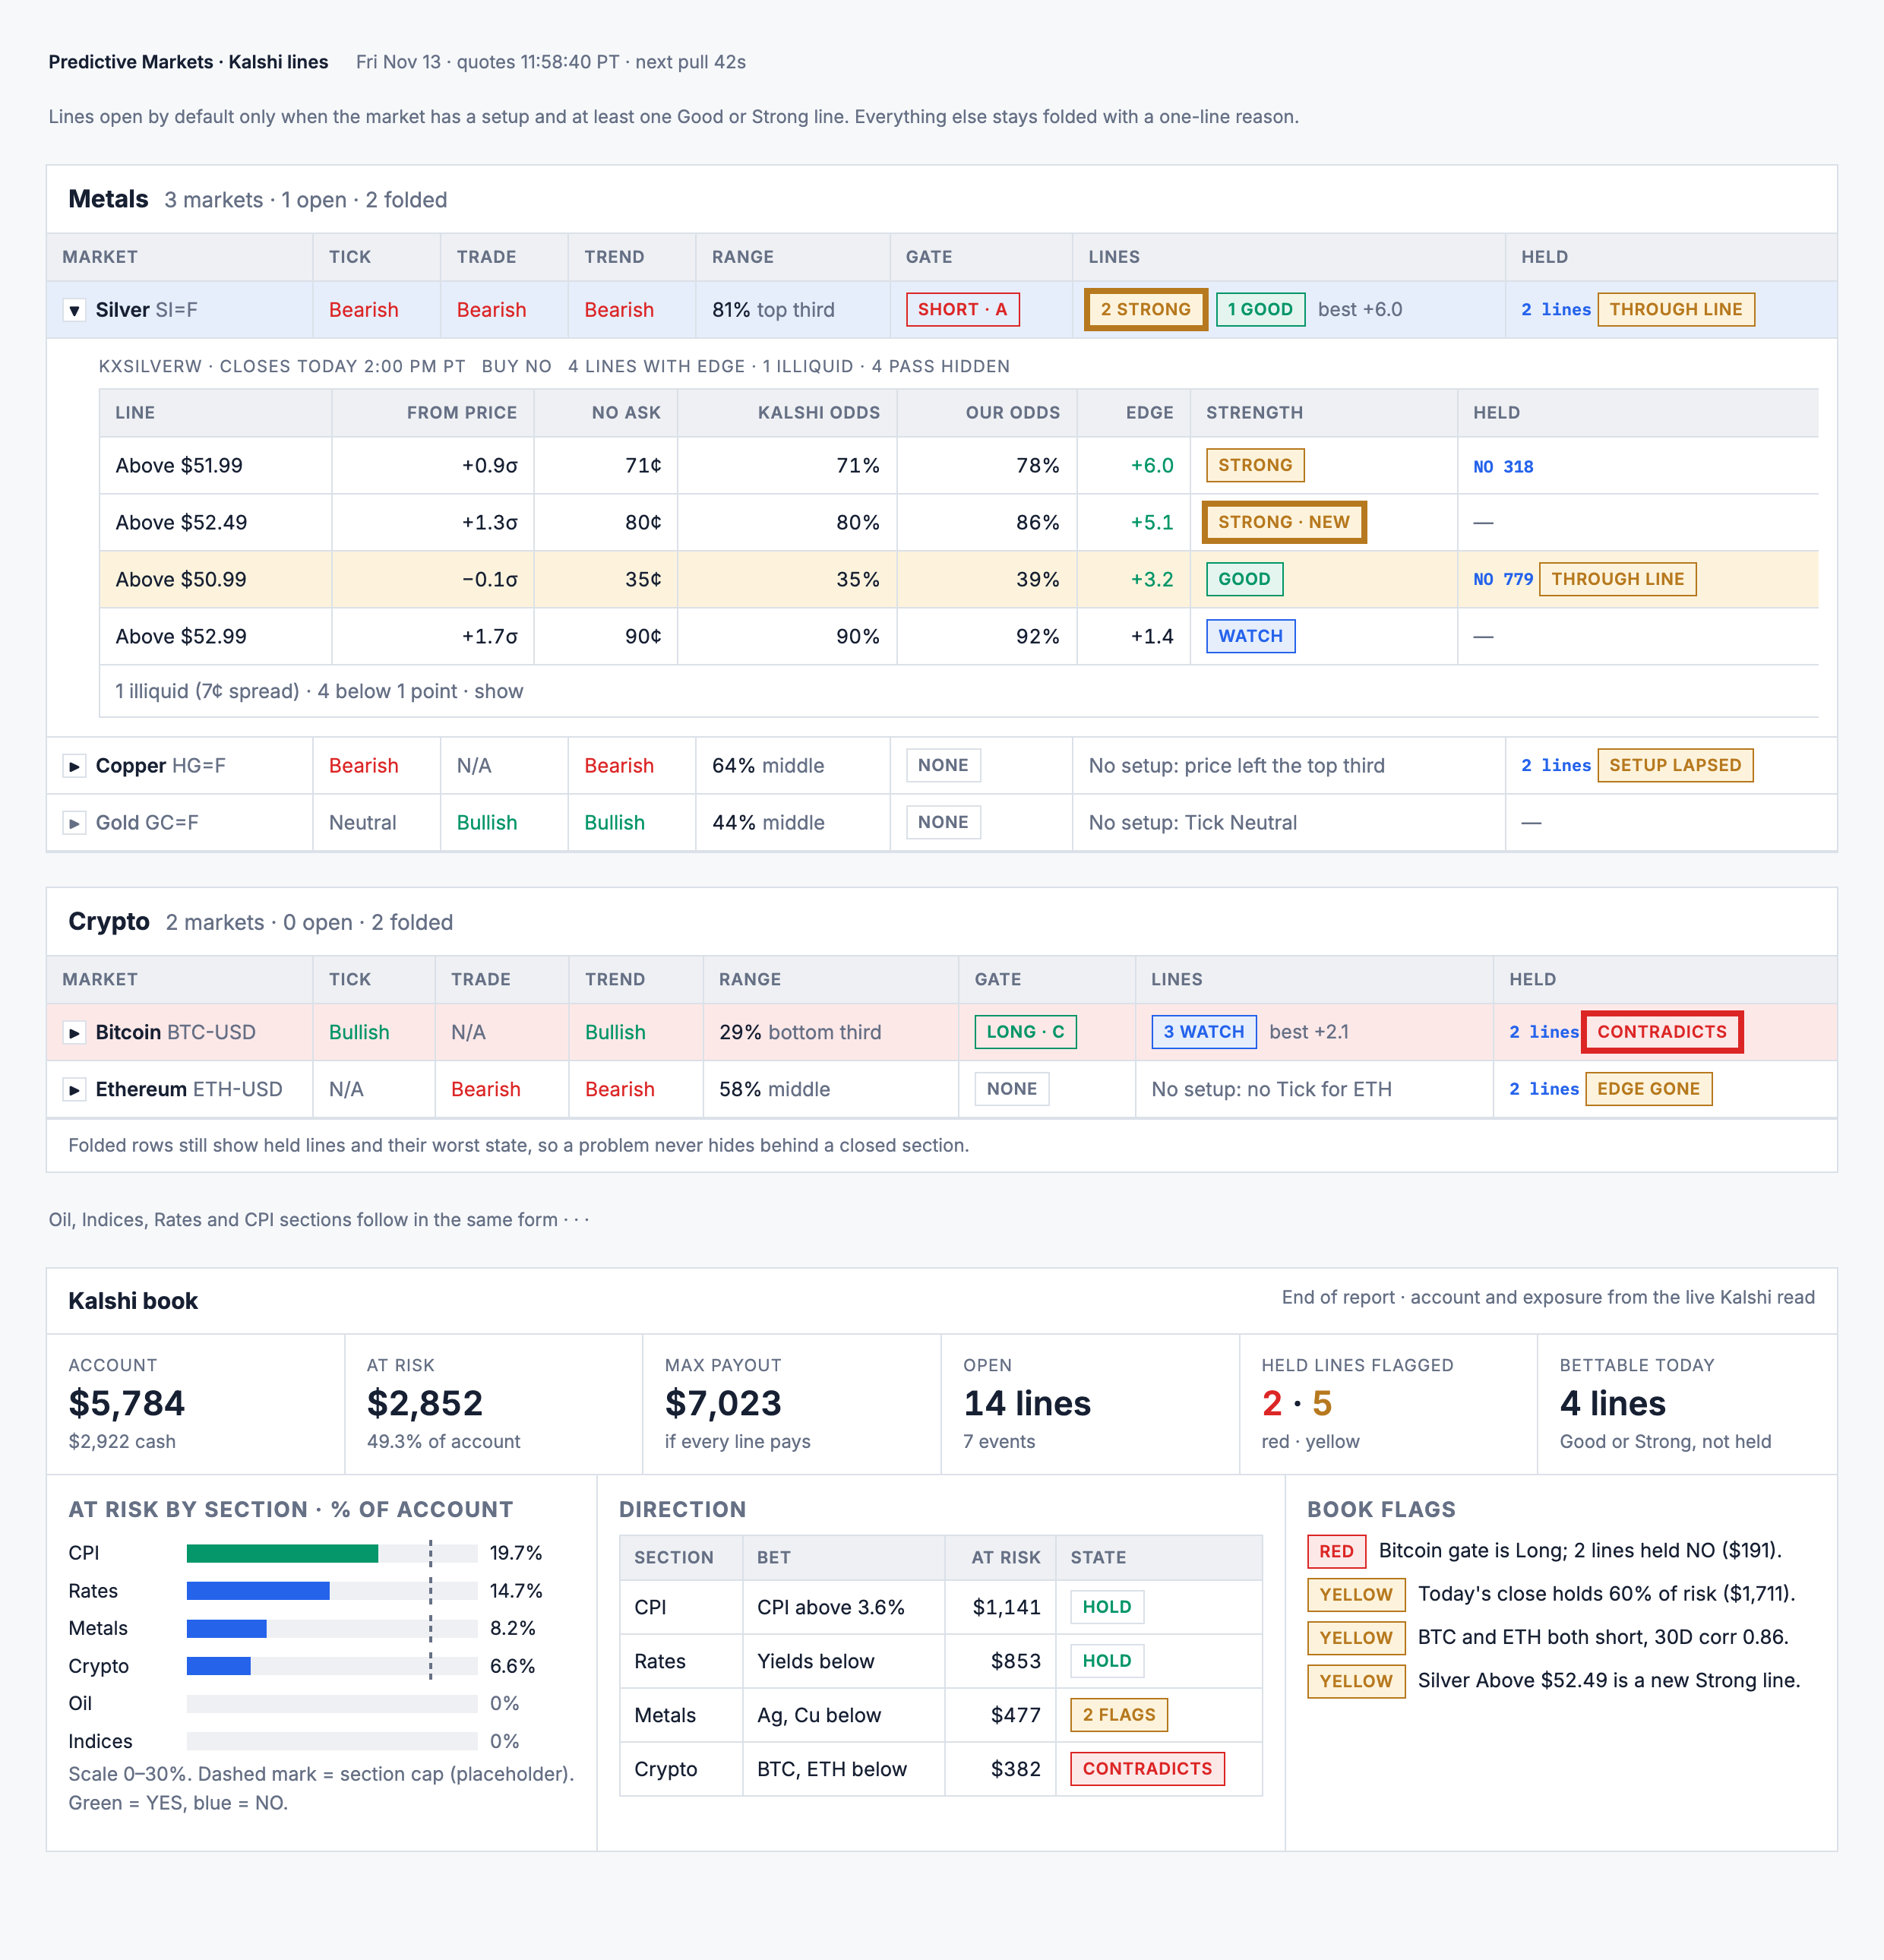 Predictive Markets · Kalshi lines Fri Nov 13 · quotes 11:58:40 PT · next pull 42s
Lines open by default only when the market has a setup and at least one Good or Strong line. Everything else stays folded with a one-line reason.
Metals 3 markets · 1 open · 2 folded
MARKET TICK TRADE TREND RANGE GATE LINES HELD
▼ Silver SI=F Bearish Bearish Bearish 81% top third SHORT · A 2 STRONG 1 GOOD best +6.0 2 lines THROUGH LINE
KXSILVERW · CLOSES TODAY 2:00 PM PT BUY NO 4 LINES WITH EDGE · 1 ILLIQUID · 4 PASS HIDDEN
LINE FROM PRICE NO ASK KALSHI ODDS OUR ODDS EDGE STRENGTH HELD
Above $51.99 +0.9σ 71¢ 71% 78% +6.0 STRONG NO 318
Above $52.49 +1.3σ 80¢ 80% 86% +5.1 STRONG · NEW —
Above $50.99 −0.1σ 35¢ 35% 39% +3.2 GOOD NO 779 THROUGH LINE
Above $52.99 +1.7σ 90¢ 90% 92% +1.4 WATCH —
1 illiquid (7¢ spread) · 4 below 1 point · show
▶ Copper HG=F Bearish N/A Bearish 64% middle NONE No setup: price left the top third 2 lines SETUP LAPSED
▶ Gold GC=F Neutral Bullish Bullish 44% middle NONE No setup: Tick Neutral —
Crypto 2 markets · 0 open · 2 folded
MARKET TICK TRADE TREND RANGE GATE LINES HELD
▶ Bitcoin BTC-USD Bullish N/A Bullish 29% bottom third LONG · C 3 WATCH best +2.1 2 lines CONTRADICTS
▶ Ethereum ETH-USD N/A Bearish Bearish 58% middle NONE No setup: no Tick for ETH 2 lines EDGE GONE
Folded rows still show held lines and their worst state, so a problem never hides behind a closed section.
Oil, Indices, Rates and CPI sections follow in the same form · · ·
Kalshi book End of report · account and exposure from the live Kalshi read
ACCOUNT AT RISK MAX PAYOUT OPEN HELD LINES FLAGGED BETTABLE TODAY
$5,784 $2,852 $7,023 14 lines 2 · 5 4 lines
$2,922 cash 49.3% of account if every line pays 7 events red · yellow Good or Strong, not held
AT RISK BY SECTION · % OF ACCOUNT
CPI 19.7%
Rates 14.7%
Metals 8.2%
Crypto 6.6%
Oil 0%
Indices 0%
Scale 0–30%. Dashed mark = section cap (placeholder).
Green = YES, blue = NO.
DIRECTION
SECTION BET AT RISK STATE
CPI CPI above 3.6% $1,141 HOLD
Rates Yields below $853 HOLD
Metals Ag, Cu below $477 2 FLAGS
Crypto BTC, ETH below $382 CONTRADICTS
BOOK FLAGS
RED Bitcoin gate is Long; 2 lines held NO ($191).
YELLOW Today's close holds 60% of risk ($1,711).
YELLOW BTC and ETH both short, 30D corr 0.86.
YELLOW Silver Above $52.49 is a new Strong line.